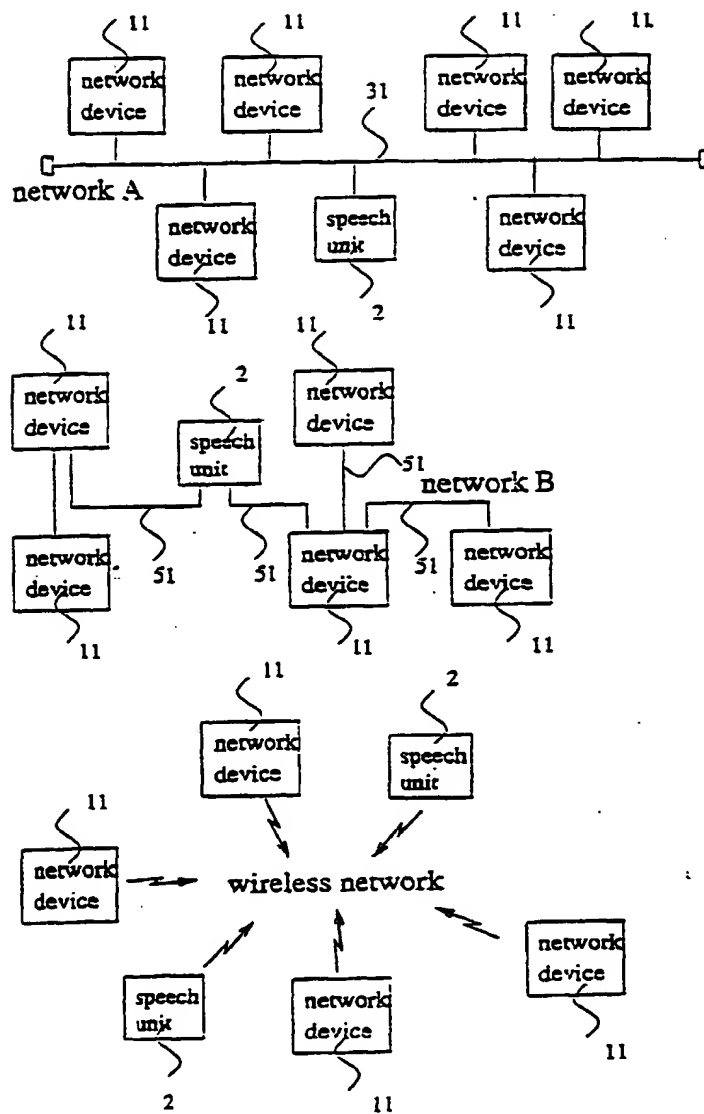 11 11 11 11
network device
network device
network device
network device
31
network A
network device
speech unit
network device
11 11 2 11
11 2 11
network device
speech unit
network device
51
network B
51 51 51
network device
network device
network device
11 11 11
11 2
network device
speech unit
11
network device
wireless network
network device
speech unit
network device
11
2 11